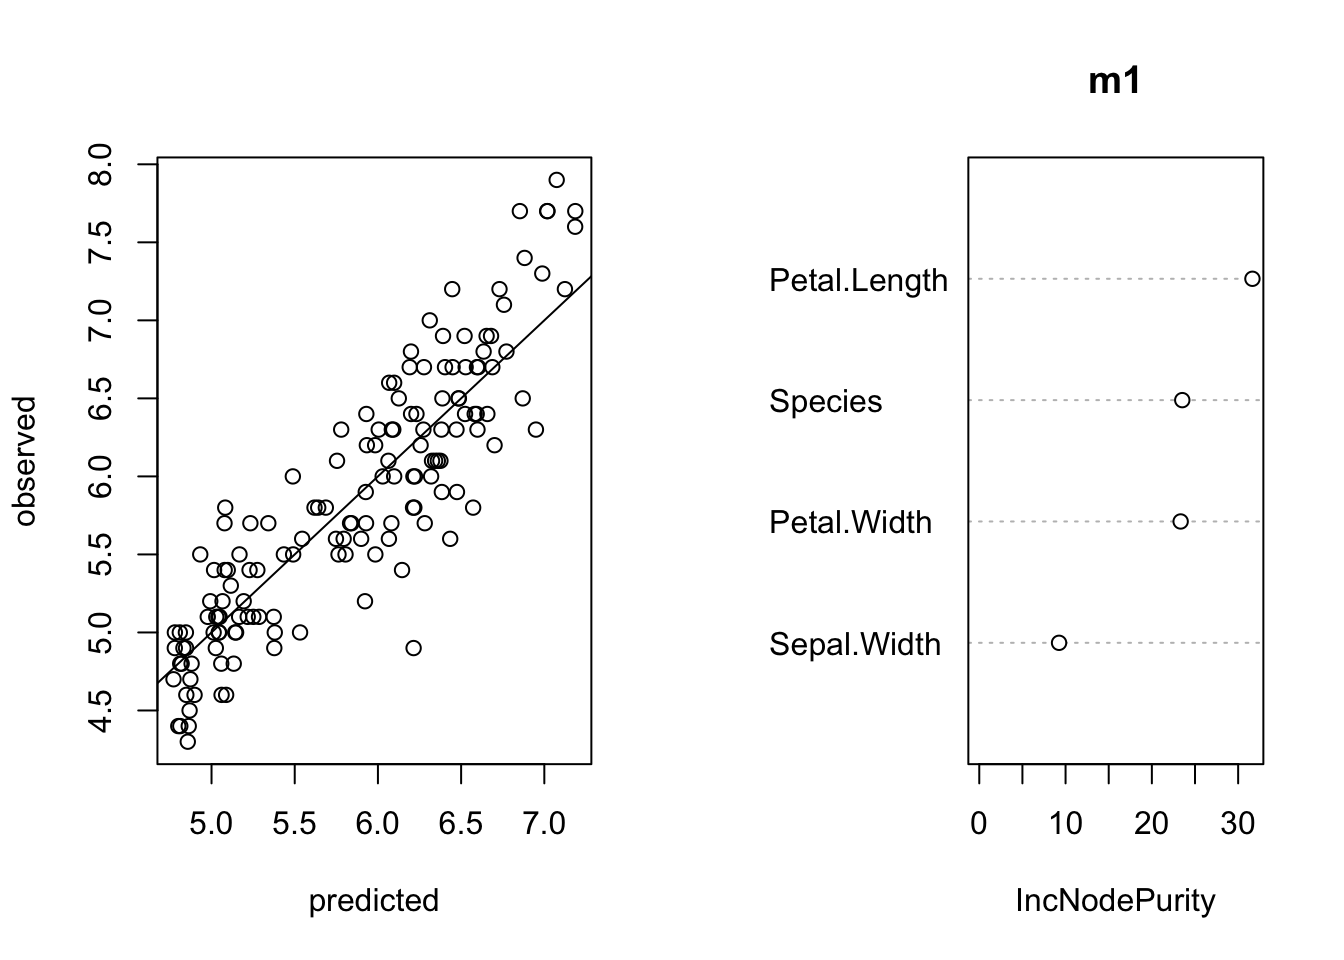 observed
8.0
7.5
7.0
6.5
6.0
5.5
5.0
4.5
5.0 5.5 6.0 6.5 7.0
predicted
m1
Petal.Length
Species
Petal.Width
Sepal.Width
0 10 20 30
IncNodePurity